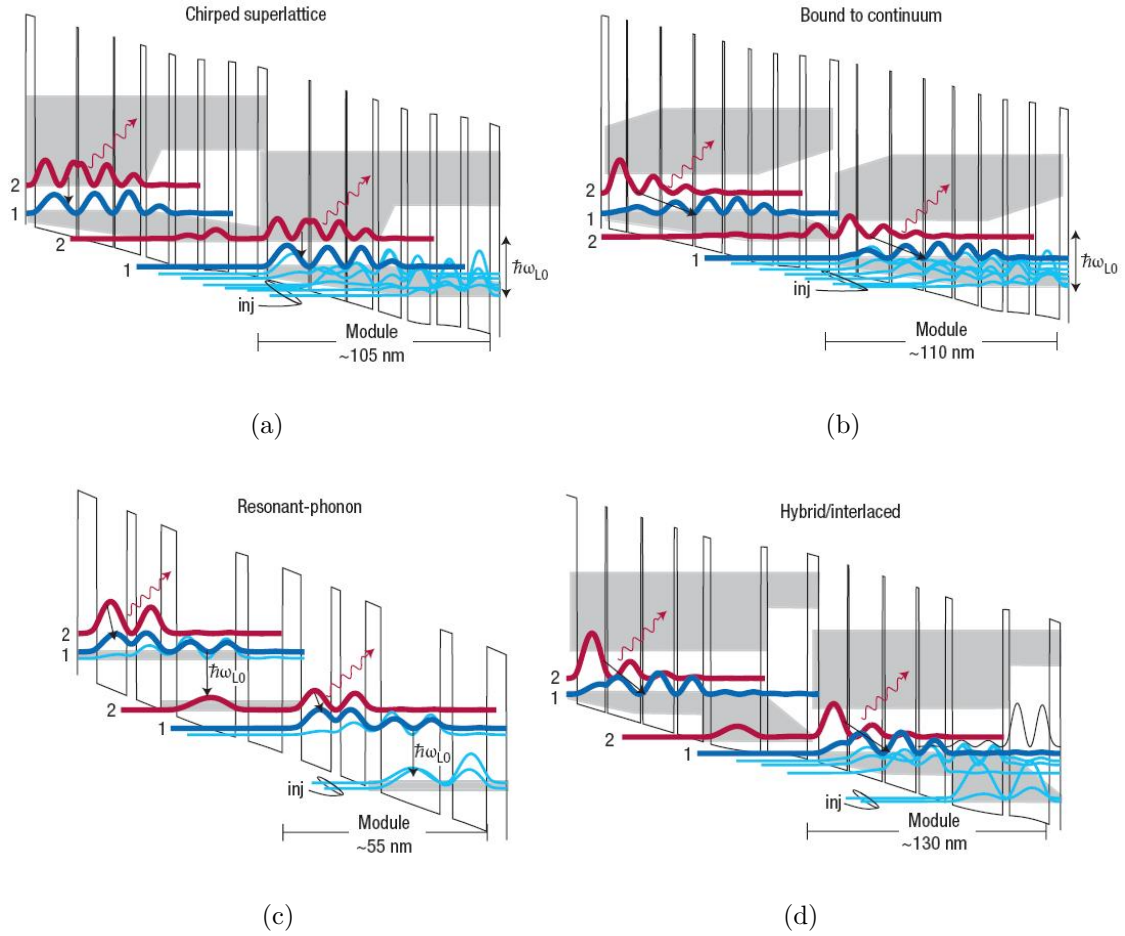 Chirped superlattice
2
1
2
1
inj
ħω_LO
Module
~105 nm
(a)
Bound to continuum
2
1
2
1
inj
ħω_LO
Module
~110 nm
(b)
Resonant-phonon
2
1
ħω_LO
2
1
ħω_LO
inj
Module
~55 nm
(c)
Hybrid/interlaced
2
1
2
1
inj
Module
~130 nm
(d)